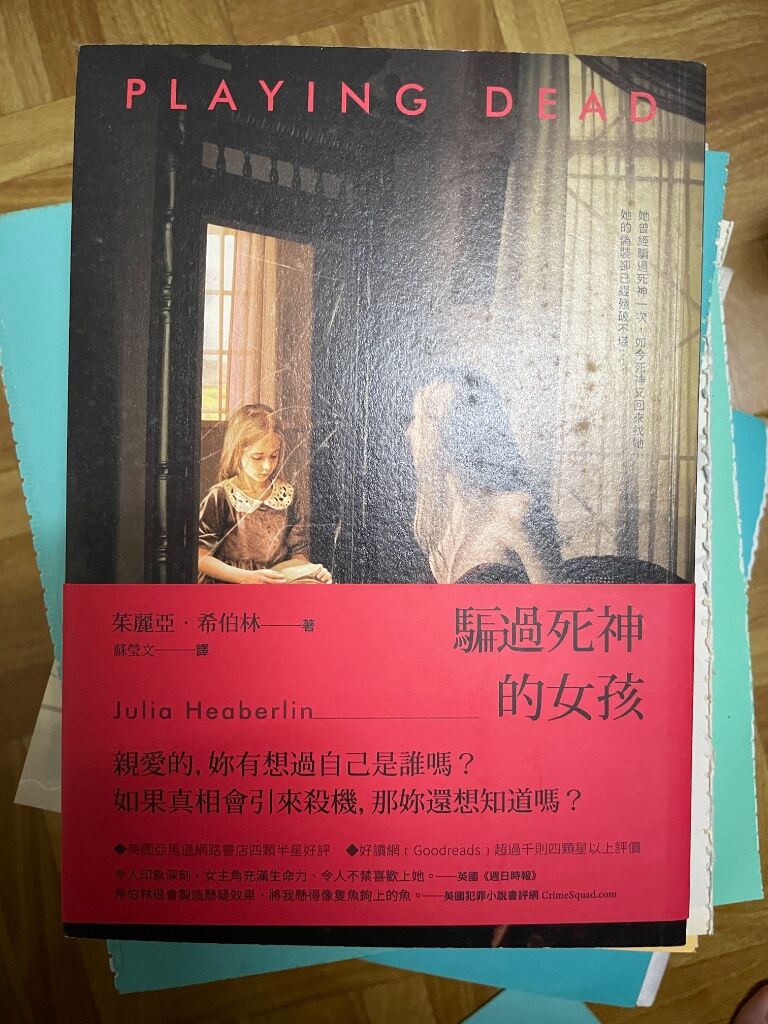 PLAYING DEAD
她曾經騙過死神一次，如今死神又回來找她，
她的偽裝卻已經殘破不堪……
茱麗亞．希伯林———著
蘇瑩文———譯
騙過死神
的女孩
Julia Heaberlin
親愛的，妳有想過自己是誰嗎？
如果真相會引來殺機，那妳還想知道嗎？
◆英國亞馬遜網路書店四顆半星好評　◆好讀網﹝Goodreads﹞超過千則四顆星以上評價
令人印象深刻，女主角充滿生命力、令人不禁喜歡上她。——英國《週日時報》
希伯林很會製造懸疑效果，將我懸得像隻魚鉤上的魚。——英國犯罪小說書評網 CrimeSquad.com